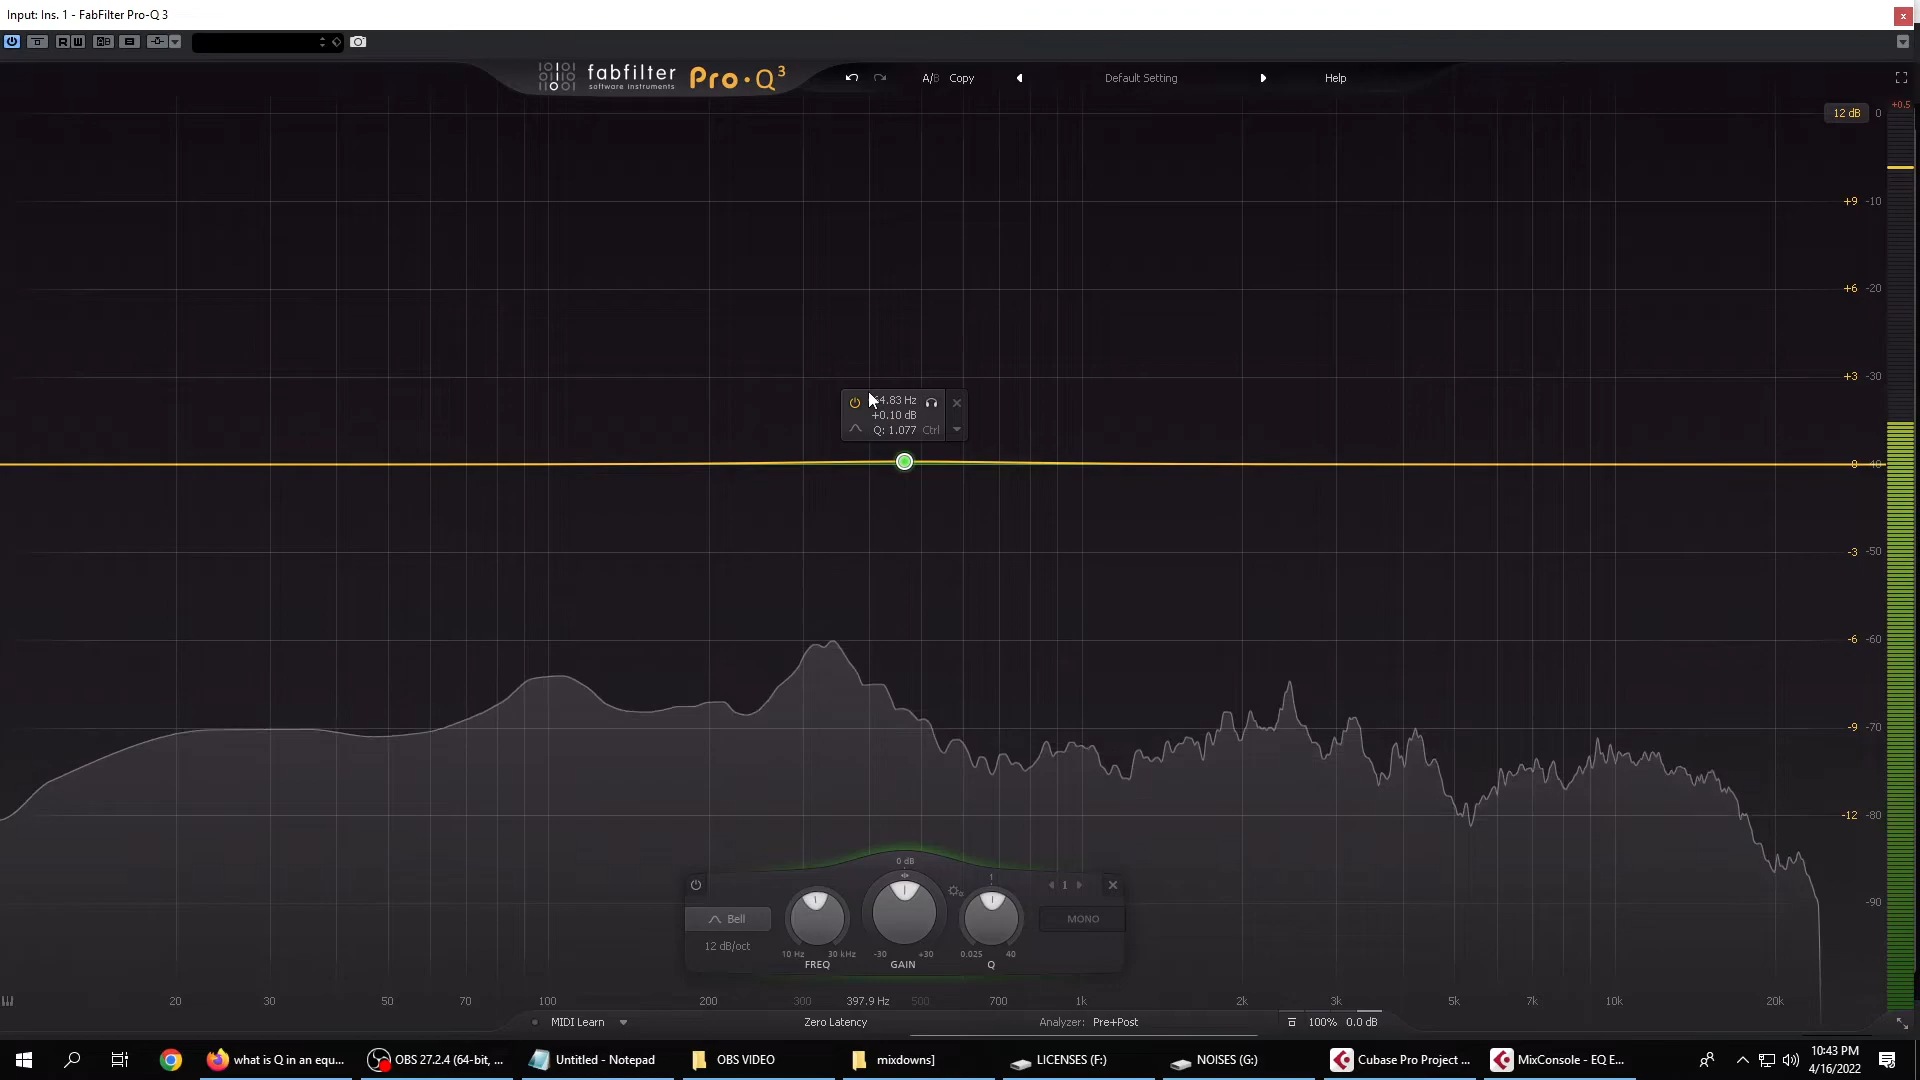 Input: Ins. 1 - FabFilter Pro-Q 3
R W
fabfilter
software instruments
Pro·Q3
A/B Copy
Default Setting
Help
+0.5
12 dB 0
+9 -10
+6 -20
+3 -30
4.83 Hz
+0.10 dB
Q: 1.077 Ctrl
0 -40
-3 -50
-6 -60
-9 -70
-12 -80
-90
0 dB
1
1
Bell
MONO
12 dB/oct
10 Hz 30 kHz
-30 +30
0.025 40
FREQ
GAIN
Q
20 30 50 70 100 200 300 397.9 Hz 500 700 1k 2k 3k 5k 7k 10k 20k
MIDI Learn
Zero Latency
Analyzer: Pre+Post
100% 0.0 dB
what is Q in an equ...
OBS 27.2.4 (64-bit, ...
Untitled - Notepad
OBS VIDEO
mixdowns]
LICENSES (F:)
NOISES (G:)
Cubase Pro Project ...
MixConsole - EQ E...
10:43 PM
4/16/2022